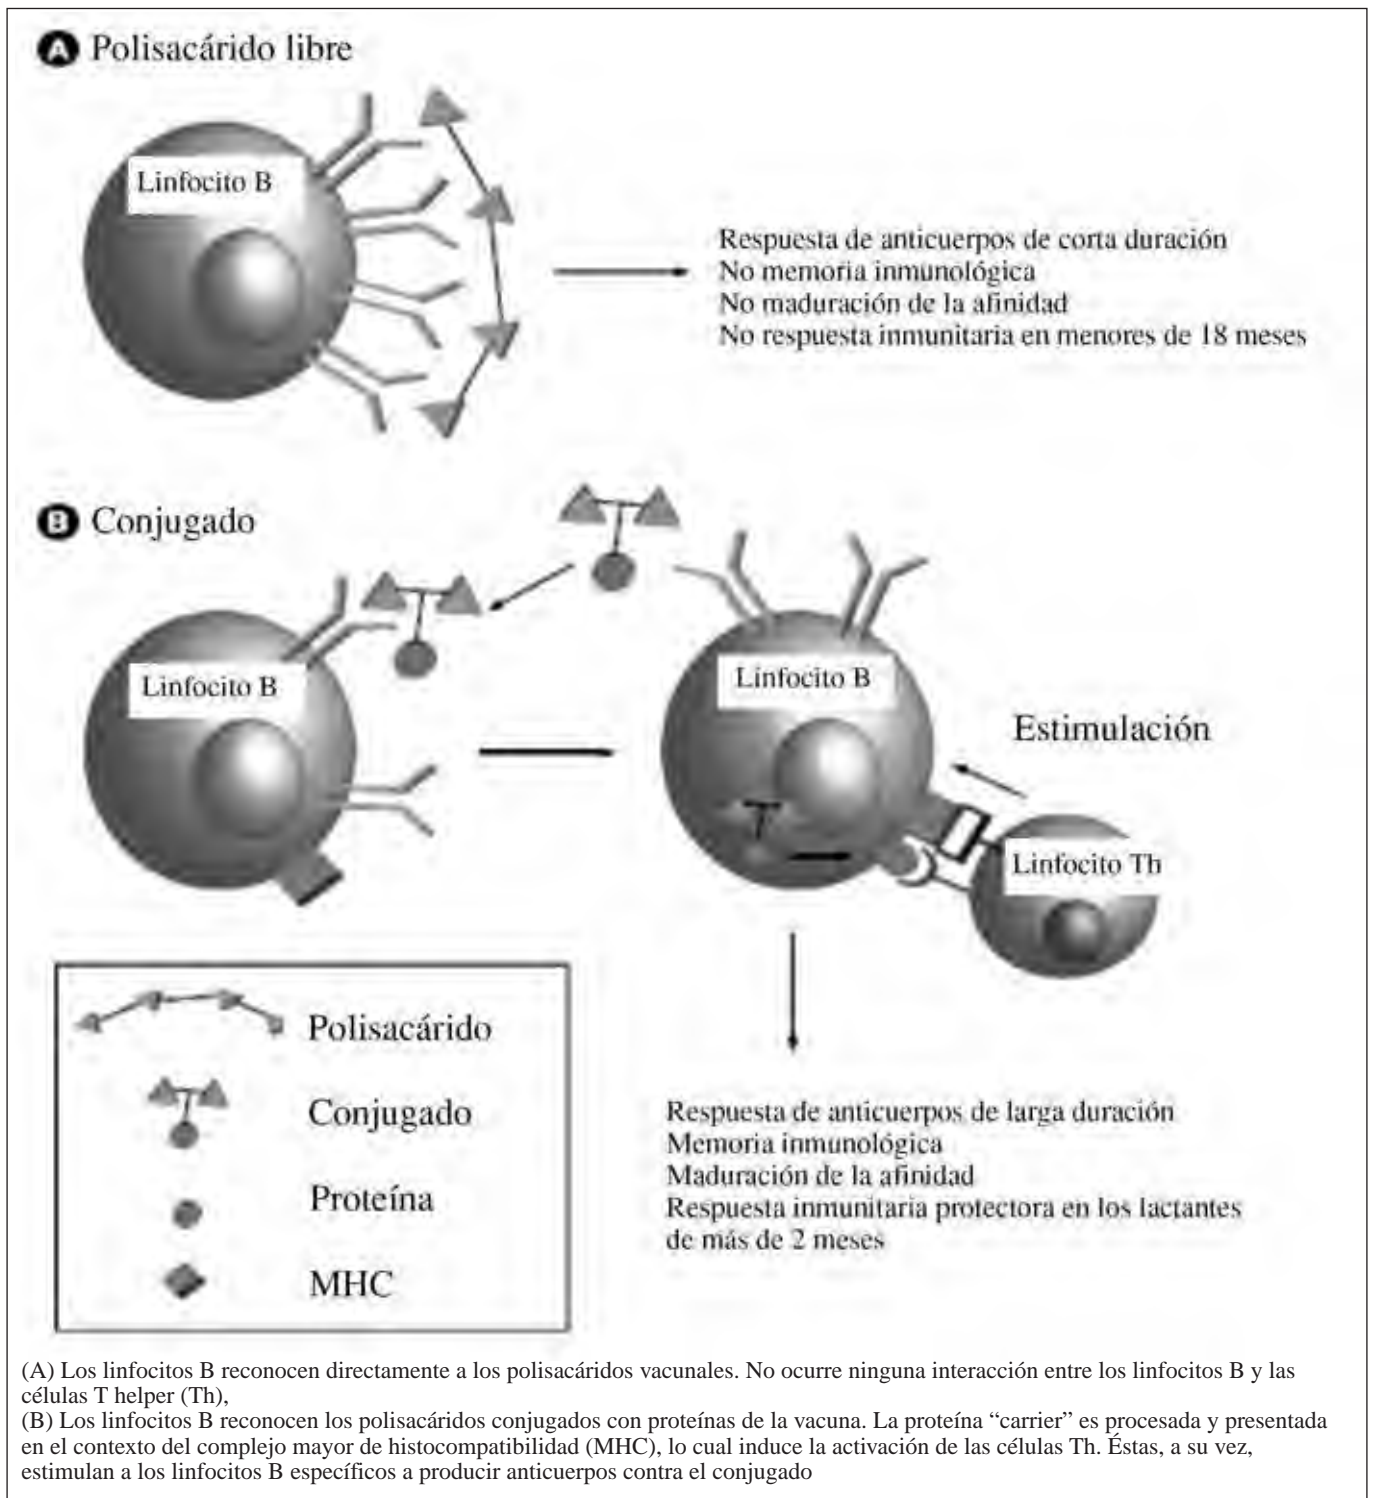 A Polisacárido libre
Linfocito B
Respuesta de anticuerpos de corta duración
No memoria inmunológica
No maduración de la afinidad
No respuesta inmunitaria en menores de 18 meses
B Conjugado
Linfocito B
Linfocito B
Estimulación
Linfocito Th
Polisacárido
Conjugado
Proteína
MHC
Respuesta de anticuerpos de larga duración
Memoria inmunológica
Maduración de la afinidad
Respuesta inmunitaria protectora en los lactantes
de más de 2 meses
(A) Los linfocitos B reconocen directamente a los polisacáridos vacunales. No ocurre ninguna interacción entre los linfocitos B y las
células T helper (Th),
(B) Los linfocitos B reconocen los polisacáridos conjugados con proteínas de la vacuna. La proteína “carrier” es procesada y presentada
en el contexto del complejo mayor de histocompatibilidad (MHC), lo cual induce la activación de las células Th. Éstas, a su vez,
estimulan a los linfocitos B específicos a producir anticuerpos contra el conjugado